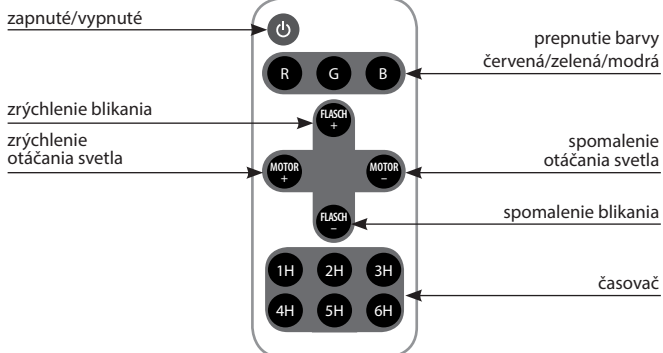 zapnuté/vypnuté
prepnutie barvy
červená/zelená/modrá
R G B
zrýchlenie blikania
FLASCH
+
zrýchlenie
otáčania svetla
MOTOR
+
MOTOR
–
spomalenie
otáčania svetla
FLASCH
–
spomalenie blikania
1H 2H 3H
4H 5H 6H
časovač